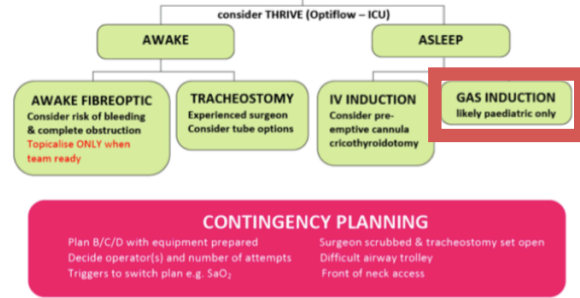 consider THRIVE (Optiflow – ICU)
AWAKE
ASLEEP
AWAKE FIBREOPTIC
Consider risk of bleeding
& complete obstruction
Topicalise ONLY when
team ready
TRACHEOSTOMY
Experienced surgeon
Consider tube options
IV INDUCTION
Consider pre-
emptive cannula
cricothyroidotomy
GAS INDUCTION
likely paediatric only
CONTINGENCY PLANNING
Plan B/C/D with equipment prepared
Decide operator(s) and number of attempts
Triggers to switch plan e.g. SaO₂
Surgeon scrubbed & tracheostomy set open
Difficult airway trolley
Front of neck access